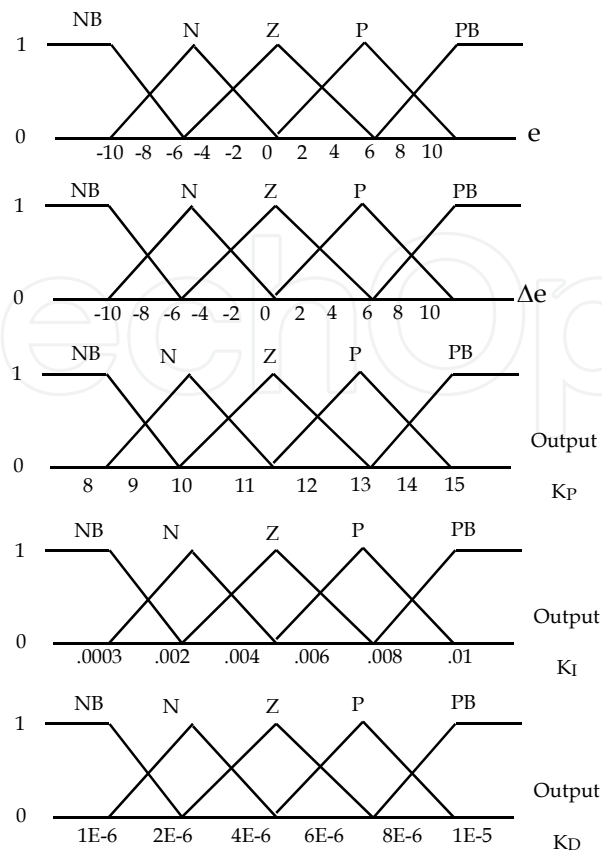 NB N Z P PB
1
0
-10 -8 -6 -4 -2 0 2 4 6 8 10 e
NB N Z P PB
1
0
-10 -8 -6 -4 -2 0 2 4 6 8 10 Δe
echOp
NB N Z P PB
1
Output
0
8 9 10 11 12 13 14 15 KP
NB N Z P PB
1
Output
0
.0003 .002 .004 .006 .008 .01 KI
NB N Z P PB
1
Output
0
1E-6 2E-6 4E-6 6E-6 8E-6 1E-5 KD